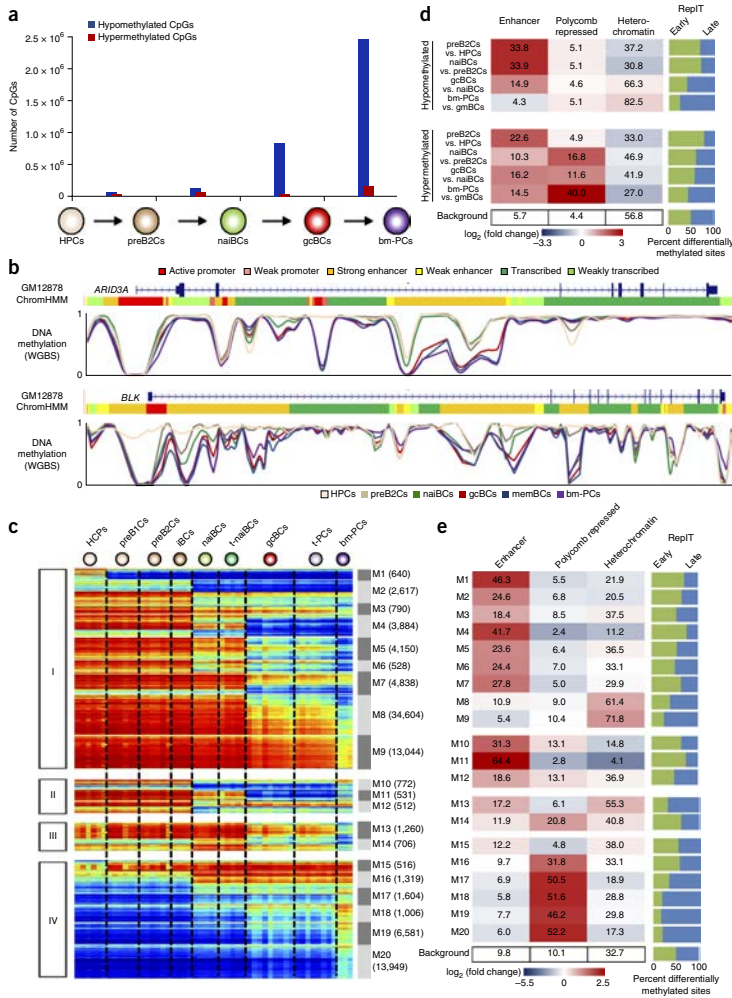 a
Hypomethylated CpGs
Hypermethylated CpGs
Number of CpGs
2.5 × 10⁶
2.0 × 10⁶
1.5 × 10⁶
1.0 × 10⁶
0.5 × 10⁶
0
HPCs
preB2Cs
naiBCs
gcBCs
bm-PCs
d
Enhancer
Polycomb repressed
Hetero-chromatin
RepIT
Early
Late
Hypomethylated
preB2Cs vs. HPCs 33.8 5.1 37.2
naiBCs vs. preB2Cs 33.9 5.1 30.8
gcBCs vs. naiBCs 14.9 4.6 66.3
bm-PCs vs. gmBCs 4.3 5.1 82.5
Hypermethylated
preB2Cs vs. HPCs 22.6 4.9 33.0
naiBCs vs. preB2Cs 10.3 16.8 46.9
gcBCs vs. naiBCs 16.2 11.6 41.9
bm-PCs vs. gmBCs 14.5 40.0 27.0
Background 5.7 4.4 56.8
log₂ (fold change)
−3.3 3
0 50 100
Percent differentially methylated sites
b
Active promoter
Weak promoter
Strong enhancer
Weak enhancer
Transcribed
Weakly transcribed
GM12878 ChromHMM
ARID3A
DNA methylation (WGBS)
1
0
GM12878 ChromHMM
BLK
DNA methylation (WGBS)
1
0
HPCs
preB2Cs
naiBCs
gcBCs
memBCs
bm-PCs
c
HCPs
preB1Cs
preB2Cs
iBCs
naiBCs
t-naiBCs
gcBCs
t-PCs
bm-PCs
I
M1 (640)
M2 (2,617)
M3 (790)
M4 (3,884)
M5 (4,150)
M6 (528)
M7 (4,838)
M8 (34,604)
M9 (13,044)
II
M10 (772)
M11 (531)
M12 (512)
III
M13 (1,260)
M14 (706)
IV
M15 (516)
M16 (1,319)
M17 (1,604)
M18 (1,006)
M19 (6,581)
M20 (13,949)
e
Enhancer
Polycomb repressed
Heterochromatin
RepIT
Early
Late
M1 46.3 5.5 21.9
M2 24.6 6.8 20.5
M3 18.4 8.5 37.5
M4 41.7 2.4 11.2
M5 23.6 6.4 36.5
M6 24.4 7.0 33.1
M7 27.8 5.0 29.9
M8 10.9 9.0 61.4
M9 5.4 10.4 71.8
M10 31.3 13.1 14.8
M11 64.4 2.8 4.1
M12 18.6 13.1 36.9
M13 17.2 6.1 55.3
M14 11.9 20.8 40.8
M15 12.2 4.8 38.0
M16 9.7 31.8 33.1
M17 6.9 50.5 18.9
M18 5.8 51.6 28.8
M19 7.7 46.2 29.8
M20 6.0 52.2 17.3
Background 9.8 10.1 32.7
log₂ (fold change)
−5.5 2.5
0 50 100
Percent differentially methylated sites